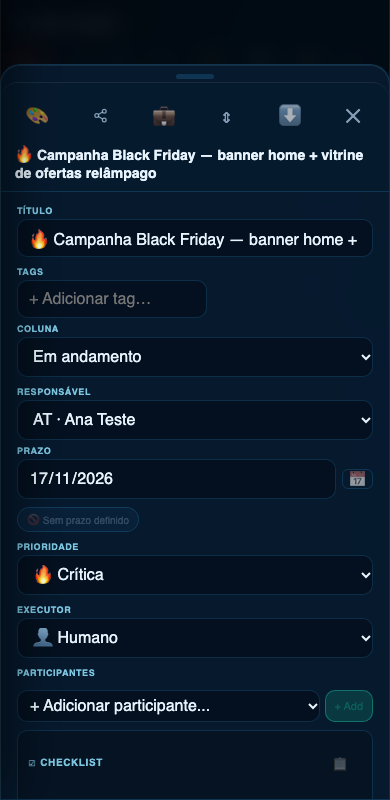 🔥 Campanha Black Friday — banner home + vitrine
de ofertas relâmpago
TÍTULO
🔥 Campanha Black Friday — banner home +
TAGS
+ Adicionar tag…
COLUNA
Em andamento
RESPONSÁVEL
AT · Ana Teste
PRAZO
17/11/2026
🚫 Sem prazo definido
PRIORIDADE
🔥 Crítica
EXECUTOR
👤 Humano
PARTICIPANTES
+ Adicionar participante...
+ Add
☑ CHECKLIST